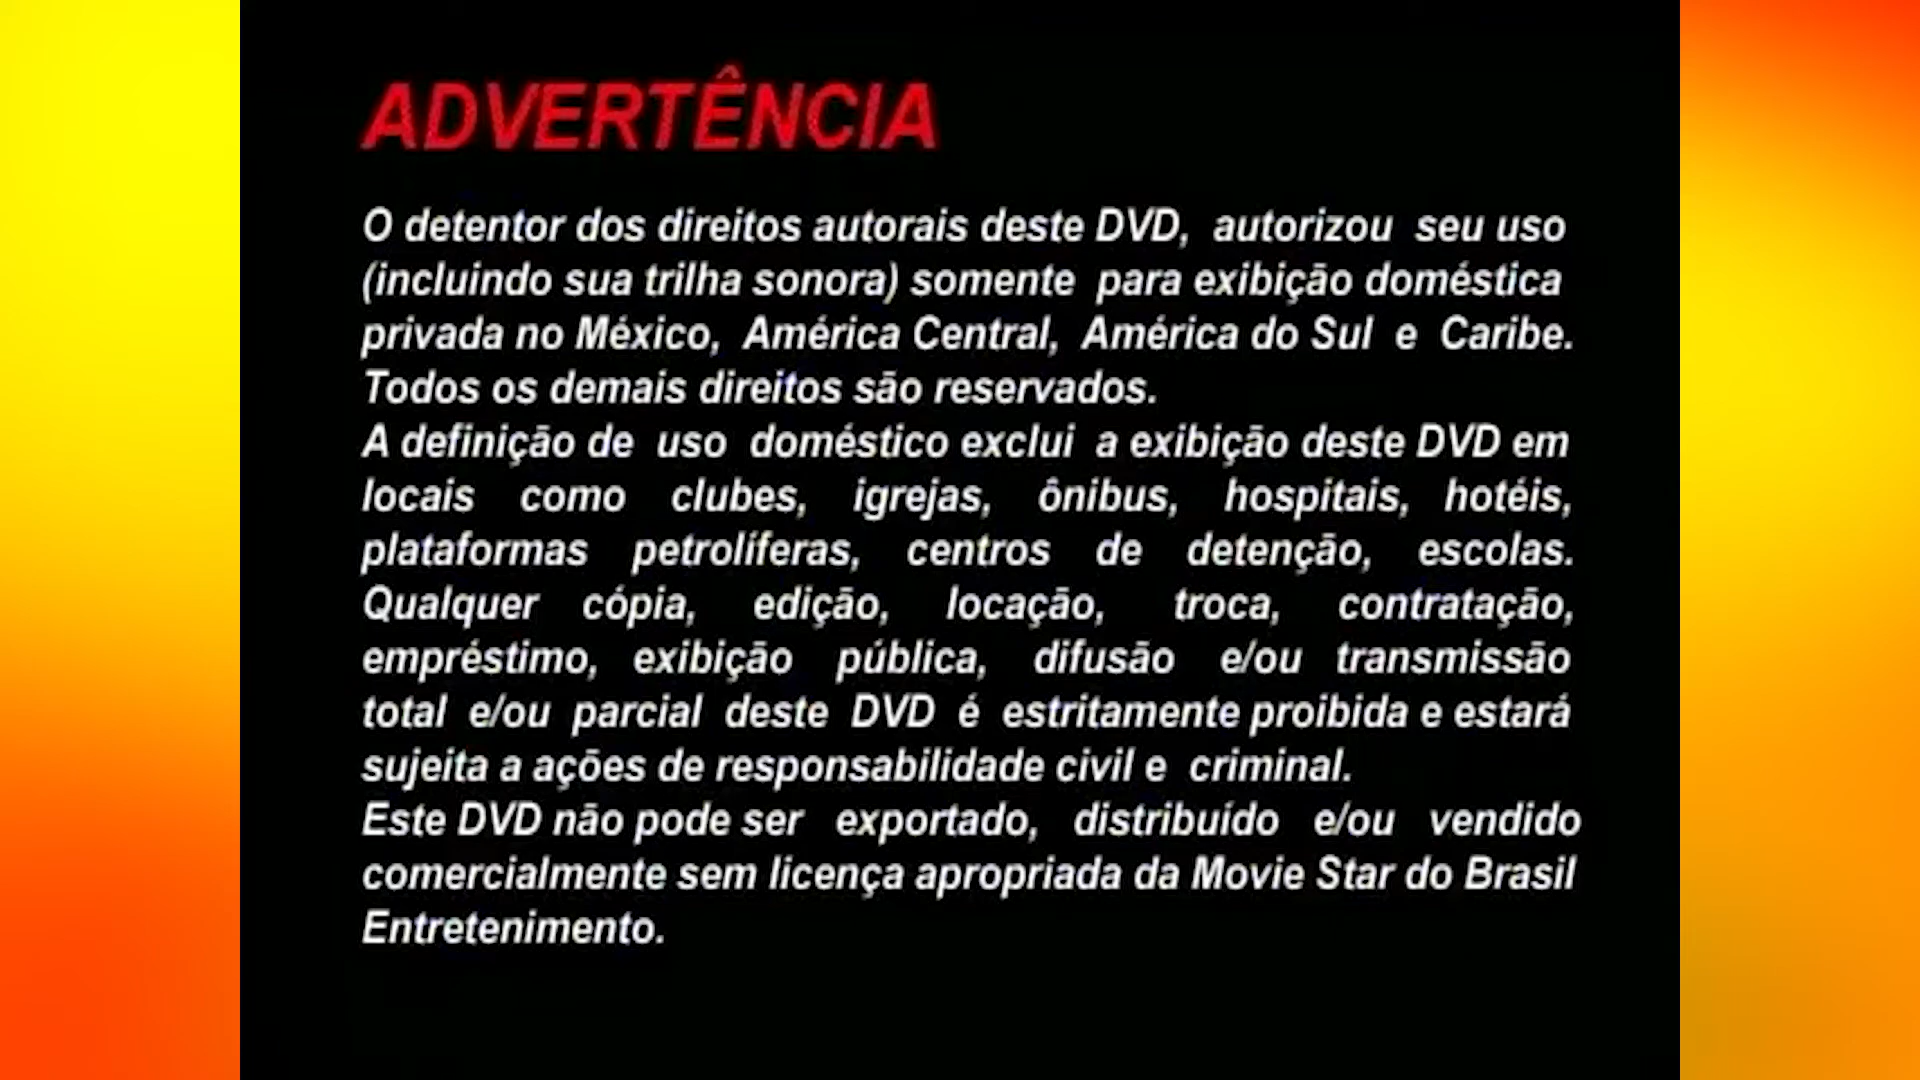 ADVERTÊNCIA
O detentor dos direitos autorais deste DVD, autorizou seu uso
(incluindo sua trilha sonora) somente para exibição doméstica
privada no México, América Central, América do Sul e Caribe.
Todos os demais direitos são reservados.
A definição de uso doméstico exclui a exibição deste DVD em
locais como clubes, igrejas, ônibus, hospitais, hotéis,
plataformas petrolíferas, centros de detenção, escolas.
Qualquer cópia, edição, locação, troca, contratação,
empréstimo, exibição pública, difusão e/ou transmissão
total e/ou parcial deste DVD é estritamente proibida e estará
sujeita a ações de responsabilidade civil e criminal.
Este DVD não pode ser exportado, distribuído e/ou vendido
comercialmente sem licença apropriada da Movie Star do Brasil
Entretenimento.